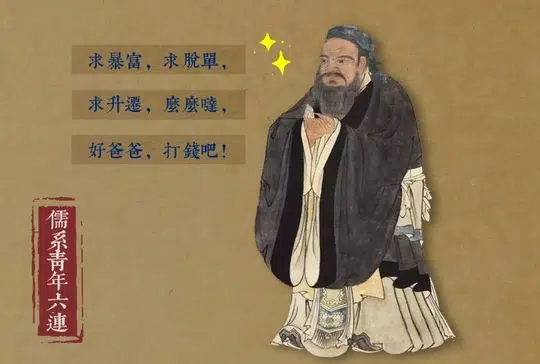 求暴富，求脫單，
求升遷，麼麼噠，
好爸爸，打錢吧！
儒系青年六連